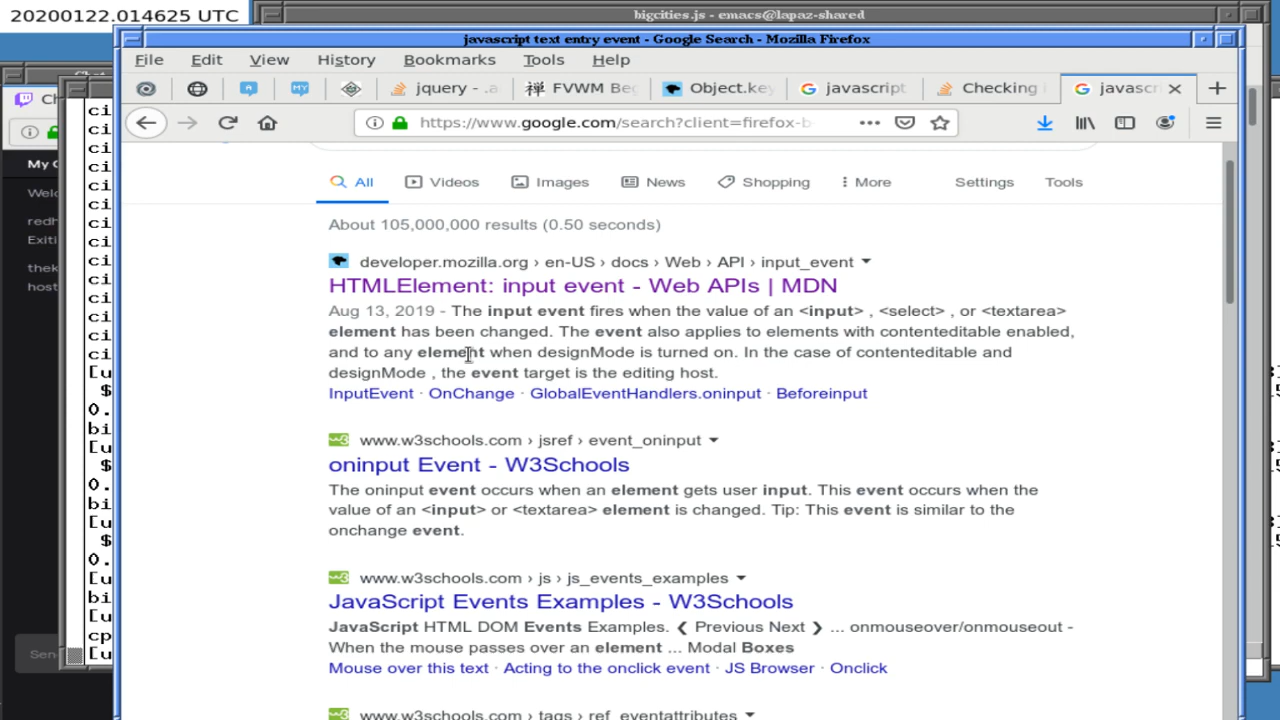 20200122.014625 UTC
bigcities.js - emacs@lapaz-shared
javascript text entry event - Google Search - Mozilla Firefox
File Edit View History Bookmarks Tools Help
jquery - .a
FVWM Beg
Object.key
javascript
Checking i
javascri
https://www.google.com/search?client=firefox-b
All Videos Images News Shopping More Settings Tools
About 105,000,000 results (0.50 seconds)
developer.mozilla.org › en-US › docs › Web › API › input_event
HTMLElement: input event - Web APIs | MDN
Aug 13, 2019 - The input event fires when the value of an <input> , <select> , or <textarea>
element has been changed. The event also applies to elements with contenteditable enabled,
and to any element when designMode is turned on. In the case of contenteditable and
designMode , the event target is the editing host.
InputEvent · OnChange · GlobalEventHandlers.oninput · Beforeinput
www.w3schools.com › jsref › event_oninput
oninput Event - W3Schools
The oninput event occurs when an element gets user input. This event occurs when the
value of an <input> or <textarea> element is changed. Tip: This event is similar to the
onchange event.
www.w3schools.com › js › js_events_examples
JavaScript Events Examples - W3Schools
JavaScript HTML DOM Events Examples. ❮ Previous Next ❯ ... onmouseover/onmouseout -
When the mouse passes over an element ... Modal Boxes
Mouse over this text · Acting to the onclick event · JS Browser · Onclick
www.w3schools.com › tags › ref_eventattributes